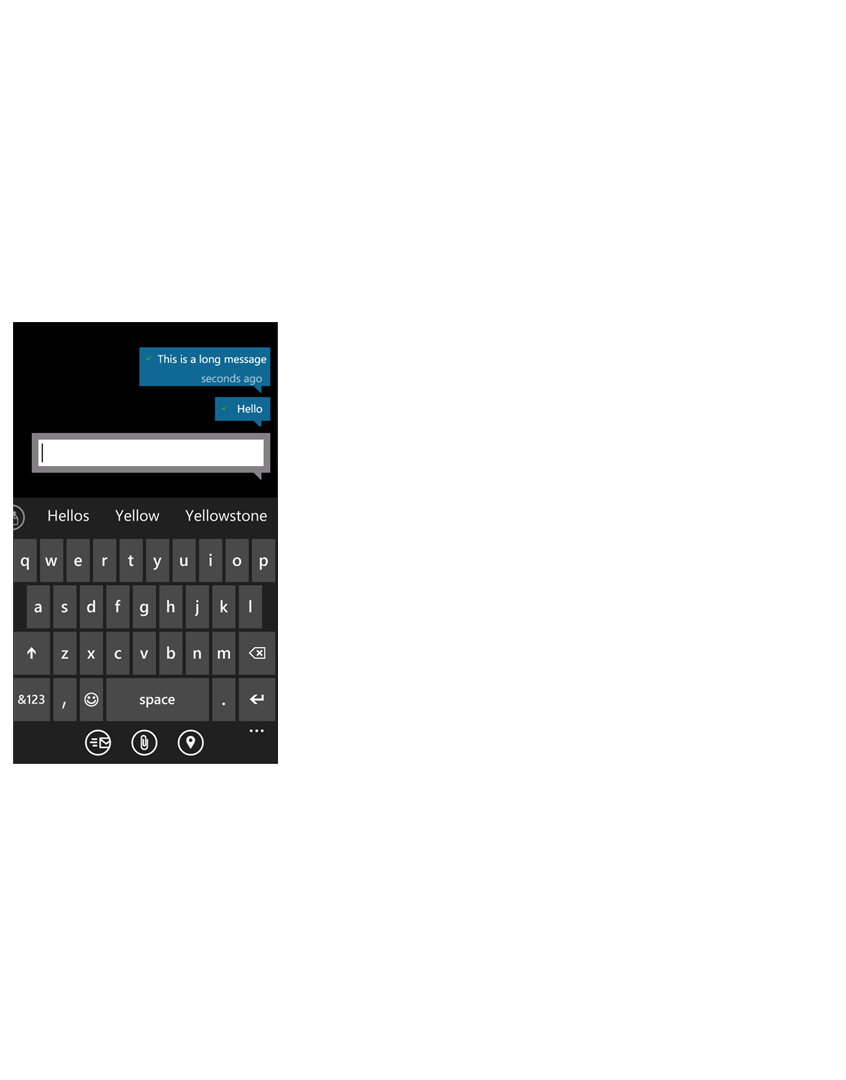 This is a long message
seconds ago
Hello
Hellos Yellow Yellowstone
q w e r t y u i o p
a s d f g h j k l
z x c v b n m
&123 , space .